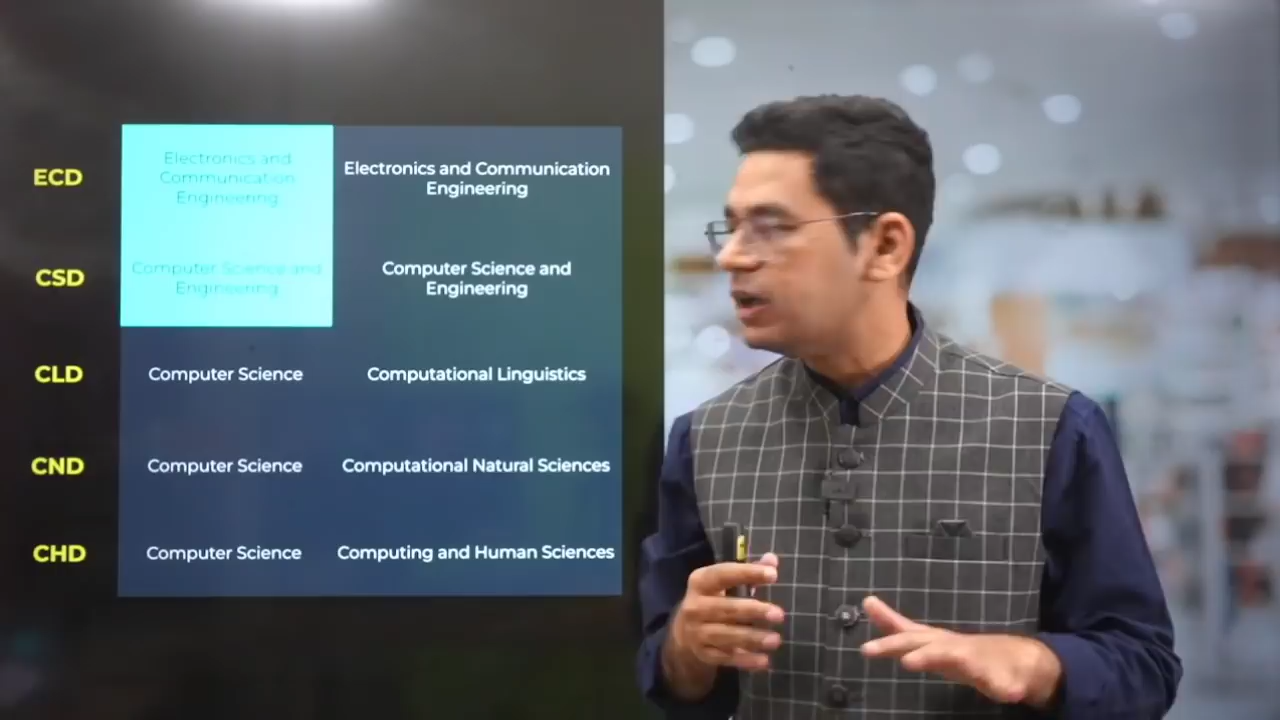 ECD
Electronics and
Communication
Engineering
Electronics and Communication
Engineering
CSD
Computer Science and
Engineering
Computer Science and
Engineering
CLD
Computer Science
Computational Linguistics
CND
Computer Science
Computational Natural Sciences
CHD
Computer Science
Computing and Human Sciences